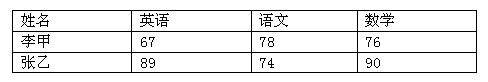 姓名 英语 语文 数学
李甲 67 78 76
张乙 89 74 90